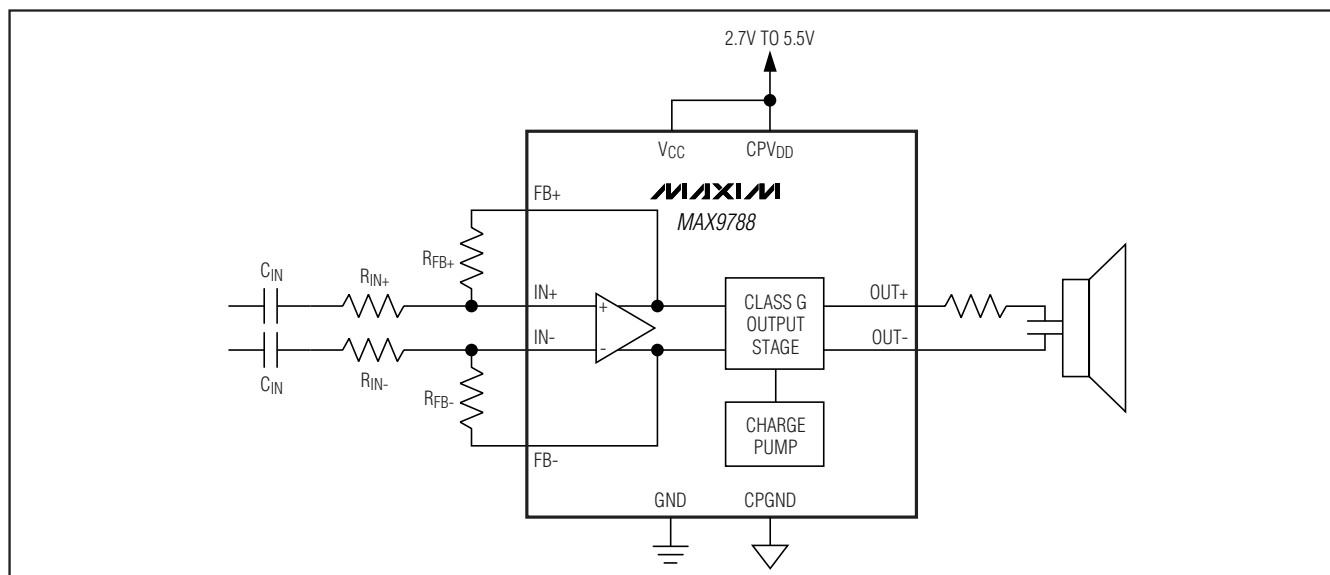 2.7V TO 5.5V
VCC
CPVDD
FB+
MAXIM
MAX9788
RFB+
CIN
RIN+
IN+
+
CLASS G
OUTPUT
STAGE
OUT+
IN-
-
OUT-
CIN
RIN-
RFB-
CHARGE
PUMP
FB-
GND
CPGND